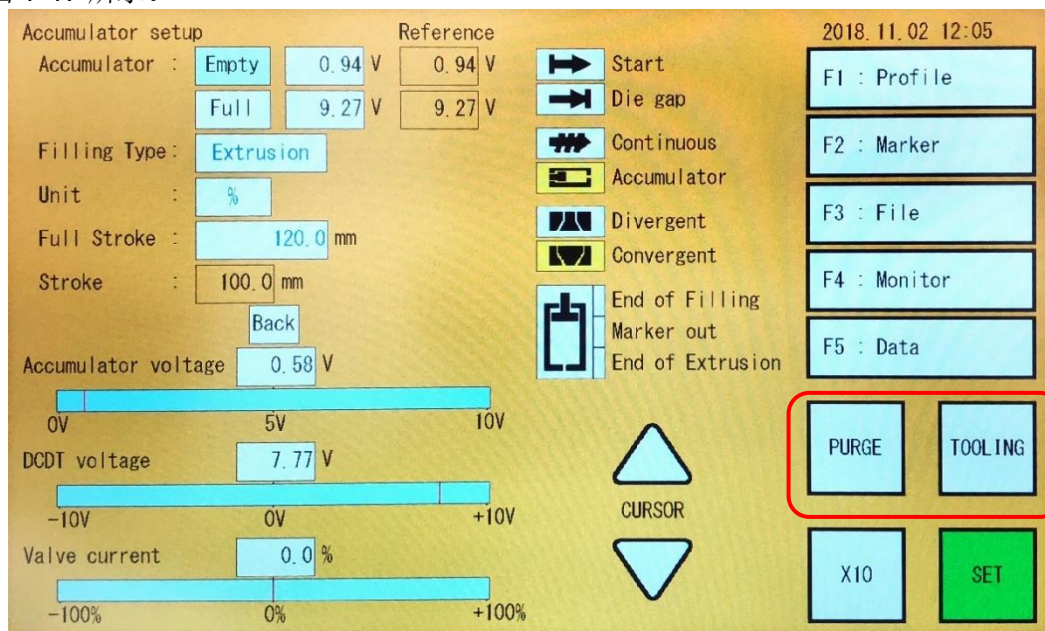 Accumulator setup
Reference
Accumulator : Empty 0.94 V 0.94 V
Full 9.27 V 9.27 V
Filling Type: Extrusion
Unit : %
Full Stroke : 120.0 mm
Stroke : 100.0 mm
Back
Accumulator voltage 0.58 V
0V 5V 10V
DCDT voltage 7.77 V
-10V 0V +10V
Valve current 0.0 %
-100% 0% +100%
Start
Die gap
Continuous
Accumulator
Divergent
Convergent
End of Filling
Marker out
End of Extrusion
CURSOR
2018.11.02 12:05
F1 : Profile
F2 : Marker
F3 : File
F4 : Monitor
F5 : Data
PURGE TOOLING
X10 SET